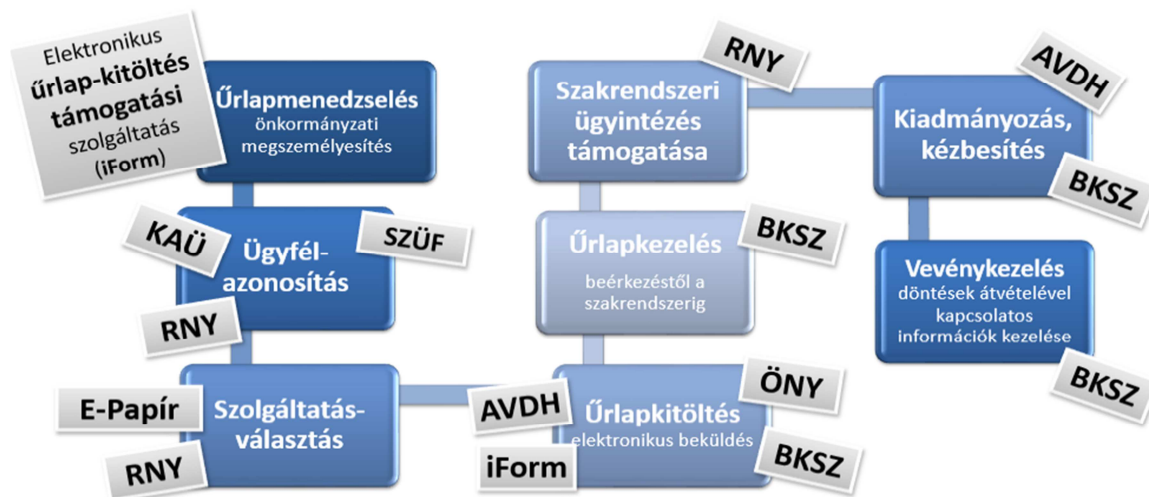 Elektronikus
űrlap-kitöltés
támogatási
szolgáltatás
(iForm)
Űrlapmenedzselés
önkormányzati
megszemélyesítés
KAÜ
SZÜF
Ügyfél-
azonosítás
RNY
E-Papír
Szolgáltatás-
választás
RNY
AVDH
ÖNY
Űrlapkitöltés
elektronikus beküldés
iForm
BKSZ
BKSZ
Űrlapkezelés
beérkezéstől a
szakrendszerig
RNY
Szakrendszeri
ügyintézés
támogatása
AVDH
Kiadmányozás,
kézbesítés
BKSZ
Vevénykezelés
döntések átvételével
kapcsolatos
információk kezelése
BKSZ